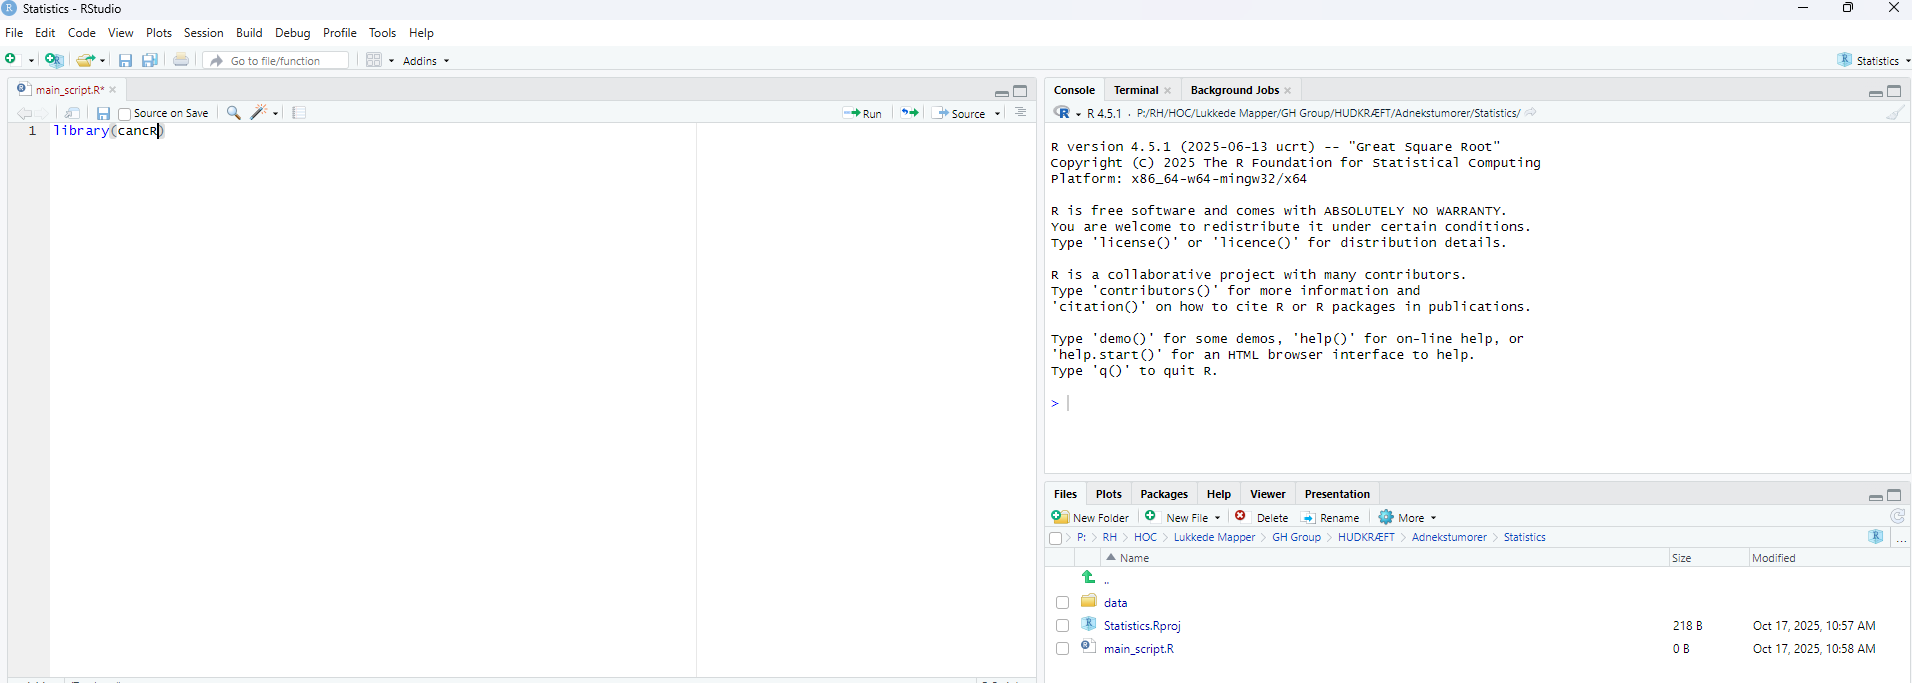 Statistics - RStudio
File Edit Code View Plots Session Build Debug Profile Tools Help
Go to file/function Addins Statistics
main_script.R*
Source on Save Run Source
1 library(cancR)
Console Terminal Background Jobs
R 4.5.1 · P:/RH/HOC/Lukkede Mapper/GH Group/HUDKRÆFT/Adnekstumorer/Statistics/
R version 4.5.1 (2025-06-13 ucrt) -- "Great Square Root"
Copyright (C) 2025 The R Foundation for Statistical Computing
Platform: x86_64-w64-mingw32/x64
R is free software and comes with ABSOLUTELY NO WARRANTY.
You are welcome to redistribute it under certain conditions.
Type 'license()' or 'licence()' for distribution details.
R is a collaborative project with many contributors.
Type 'contributors()' for more information and
'citation()' on how to cite R or R packages in publications.
Type 'demo()' for some demos, 'help()' for on-line help, or
'help.start()' for an HTML browser interface to help.
Type 'q()' to quit R.
>
Files Plots Packages Help Viewer Presentation
New Folder New File Delete Rename More
P: RH HOC Lukkede Mapper GH Group HUDKRÆFT Adnekstumorer Statistics ...
Name Size Modified
..
data
Statistics.Rproj 218 B Oct 17, 2025, 10:57 AM
main_script.R 0 B Oct 17, 2025, 10:58 AM